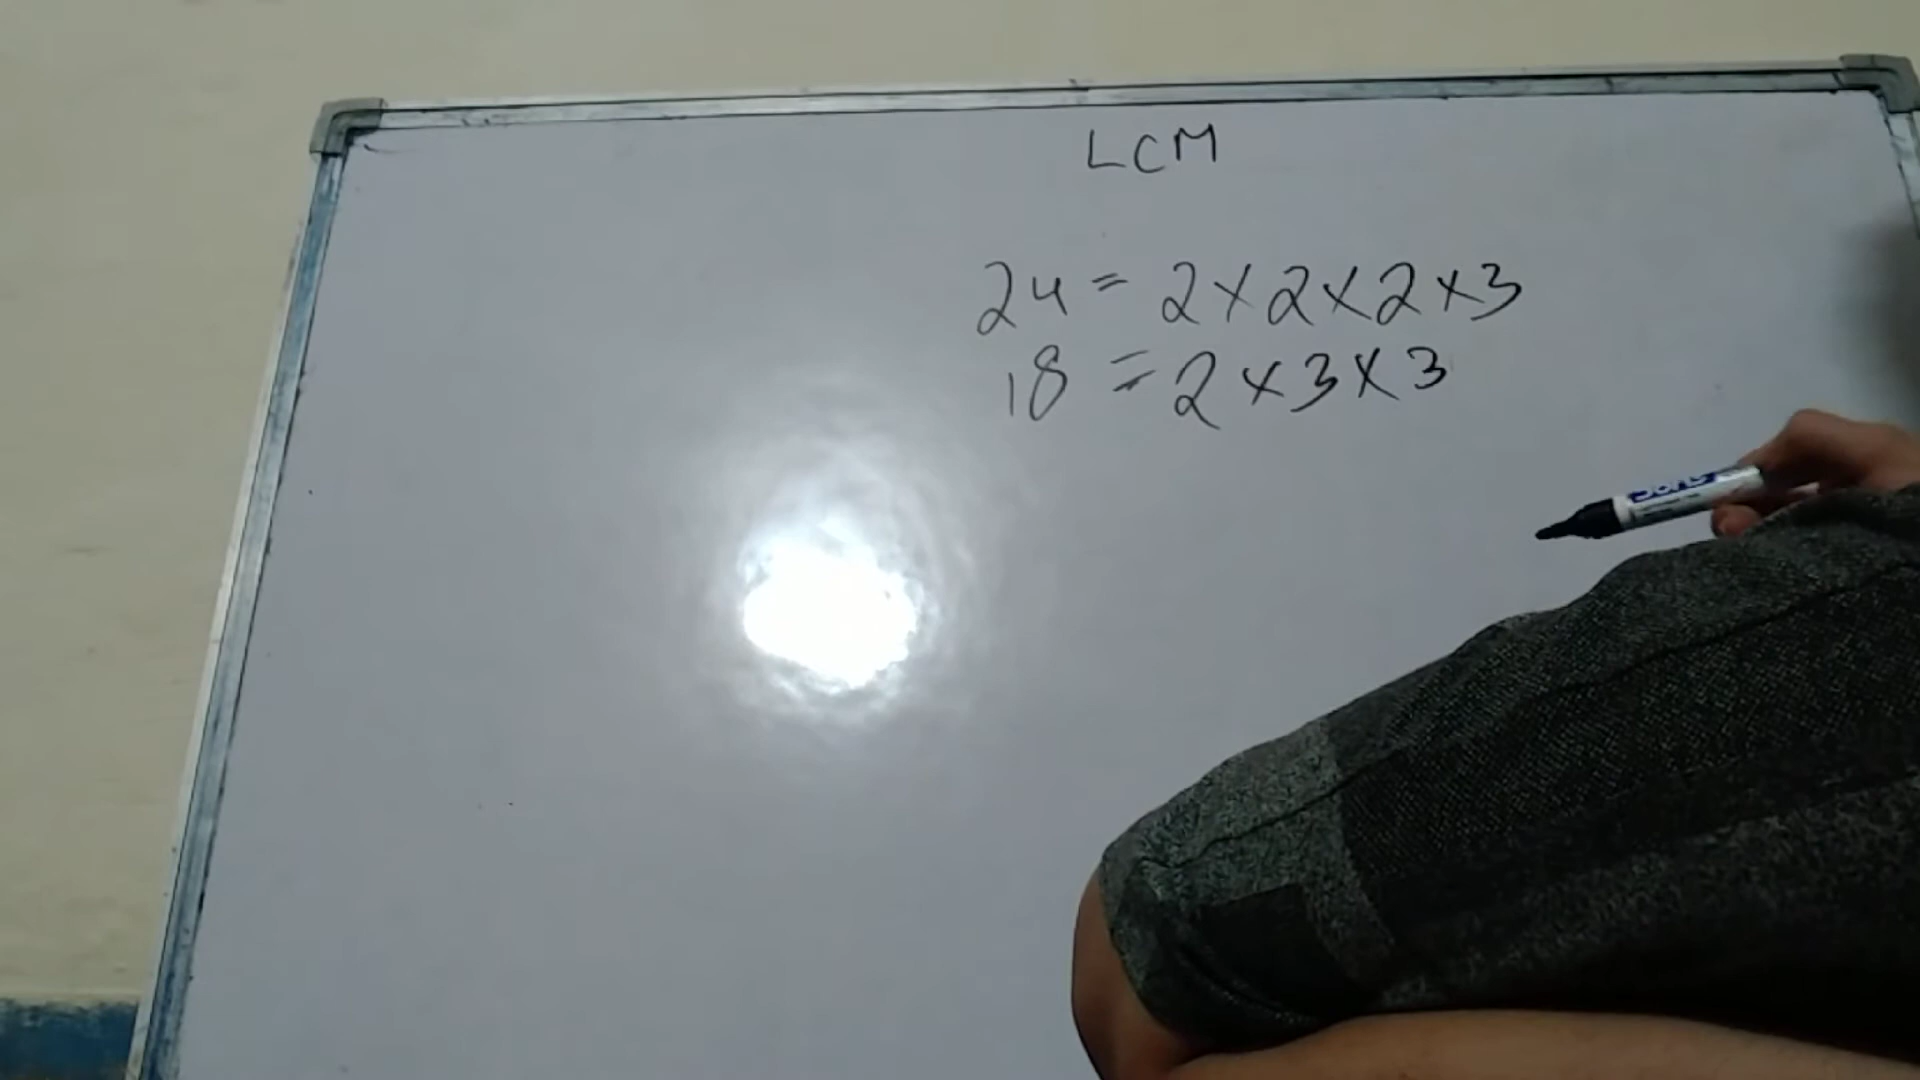 LCM
24 = 2×2×2×3
18 = 2×3×3